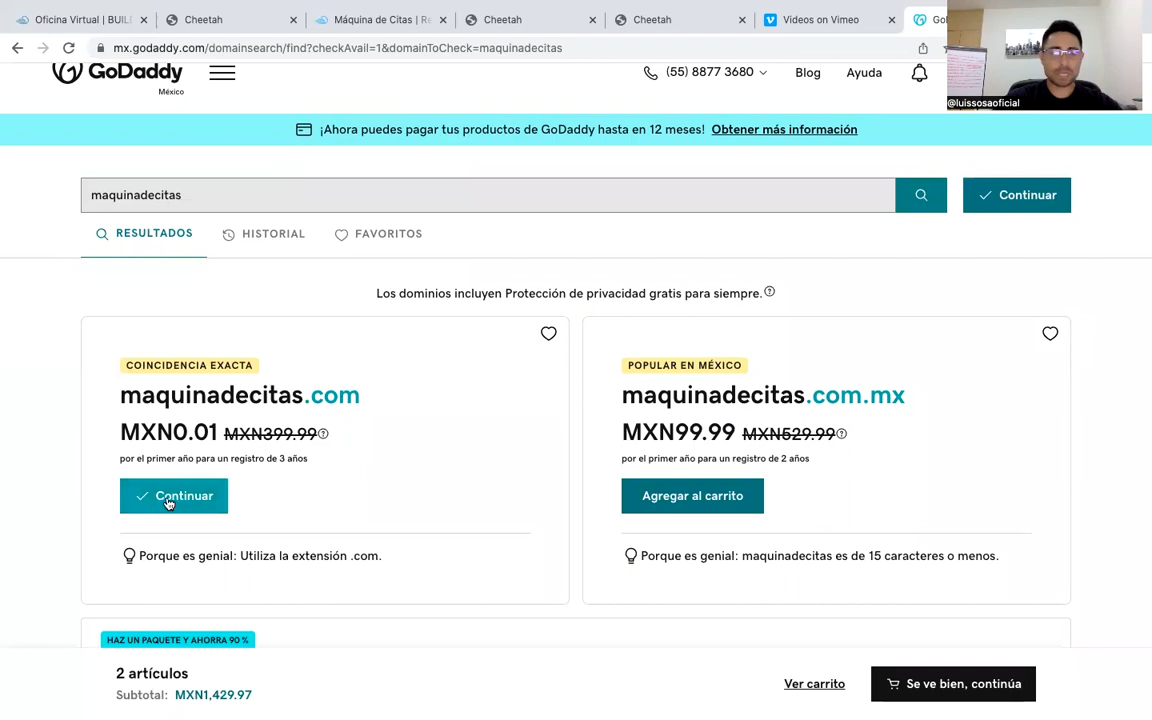 Oficina Virtual | BUIL
Cheetah
Máquina de Citas | Re
Cheetah
Cheetah
Videos on Vimeo
mx.godaddy.com/domainsearch/find?checkAvail=1&domainToCheck=maquinadecitas
@luissosaoficial
GoDaddy
México
(55) 8877 3680
Blog
Ayuda
¡Ahora puedes pagar tus productos de GoDaddy hasta en 12 meses! Obtener más información
maquinadecitas
Continuar
RESULTADOS
HISTORIAL
FAVORITOS
Los dominios incluyen Protección de privacidad gratis para siempre.
COINCIDENCIA EXACTA
maquinadecitas.com
MXN0.01 MXN399.99
por el primer año para un registro de 3 años
Continuar
Porque es genial: Utiliza la extensión .com.
POPULAR EN MÉXICO
maquinadecitas.com.mx
MXN99.99 MXN529.99
por el primer año para un registro de 2 años
Agregar al carrito
Porque es genial: maquinadecitas es de 15 caracteres o menos.
HAZ UN PAQUETE Y AHORRA 90 %
2 artículos
Subtotal: MXN1,429.97
Ver carrito
Se ve bien, continúa